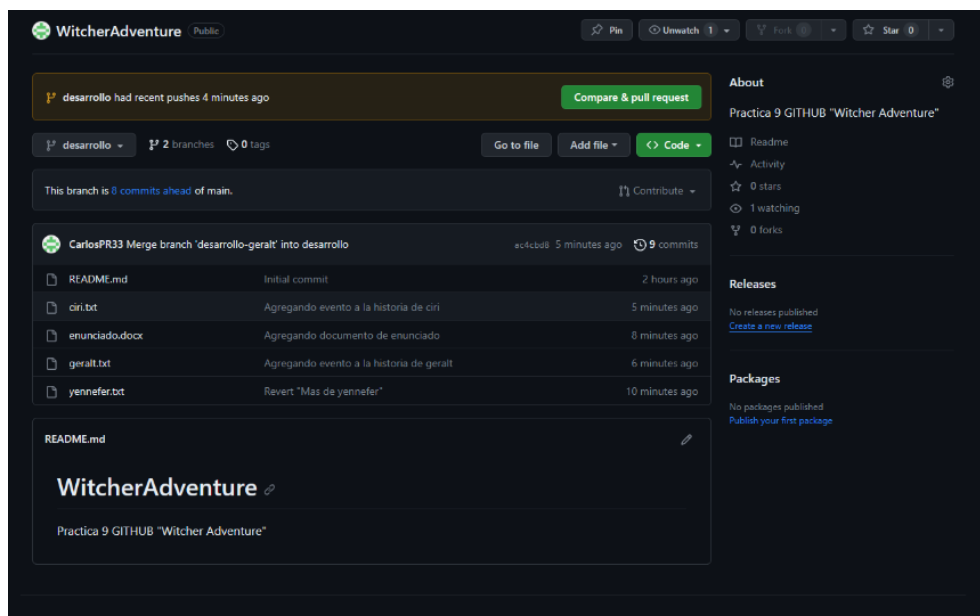 WitcherAdventure Public
Pin
Unwatch 1
Fork 0
Star 0
desarrollo had recent pushes 4 minutes ago
Compare & pull request
desarrollo
2 branches
0 tags
Go to file
Add file
Code
This branch is 8 commits ahead of main.
Contribute
CarlosPR33 Merge branch 'desarrollo-geralt' into desarrollo
ac4cbd8 5 minutes ago
9 commits
README.md Initial commit 2 hours ago
ciri.txt Agregando evento a la historia de ciri 5 minutes ago
enunciado.docx Agregando documento de enunciado 8 minutes ago
geralt.txt Agregando evento a la historia de geralt 6 minutes ago
yennefer.txt Revert "Mas de yennefer" 10 minutes ago
README.md
WitcherAdventure
Practica 9 GITHUB "Witcher Adventure"
About
Practica 9 GITHUB "Witcher Adventure"
Readme
Activity
0 stars
1 watching
0 forks
Releases
No releases published
Create a new release
Packages
No packages published
Publish your first package